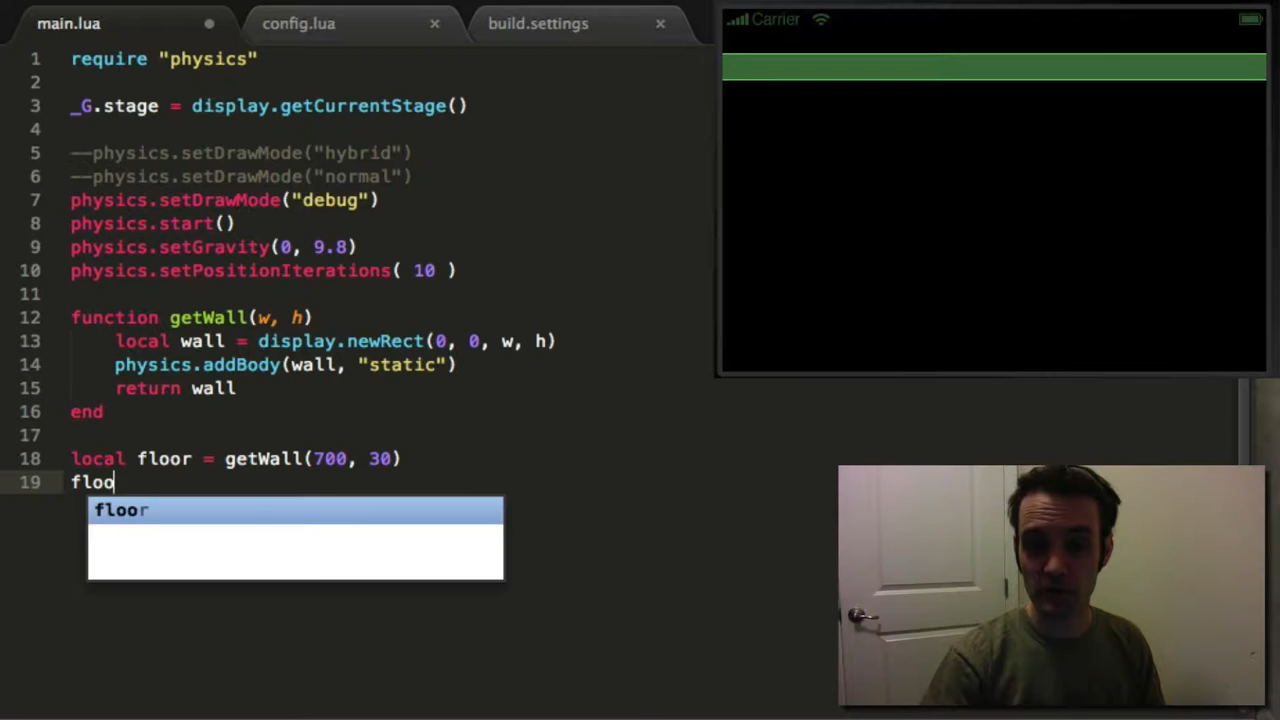 main.lua config.lua × build.settings ×
Carrier
1 require "physics"
2
3 _G.stage = display.getCurrentStage()
4
5 --physics.setDrawMode("hybrid")
6 --physics.setDrawMode("normal")
7 physics.setDrawMode("debug")
8 physics.start()
9 physics.setGravity(0, 9.8)
10 physics.setPositionIterations( 10 )
11
12 function getWall(w, h)
13 local wall = display.newRect(0, 0, w, h)
14 physics.addBody(wall, "static")
15 return wall
16 end
17
18 local floor = getWall(700, 30)
19 floo
floor